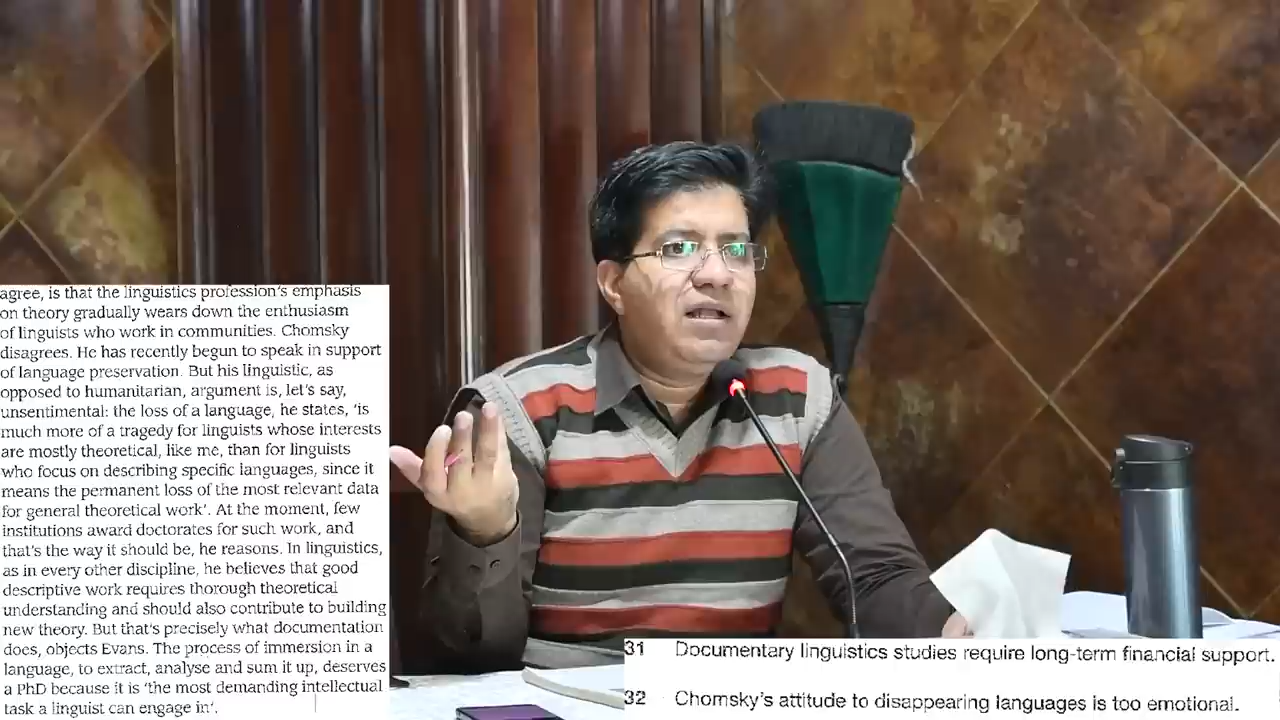 agree, is that the linguistics profession's emphasis
on theory gradually wears down the enthusiasm
of linguists who work in communities. Chomsky
disagrees. He has recently begun to speak in support
of language preservation. But his linguistic, as
opposed to humanitarian, argument is, let's say,
unsentimental: the loss of a language, he states, 'is
much more of a tragedy for linguists whose interests
are mostly theoretical, like me, than for linguists
who focus on describing specific languages, since it
means the permanent loss of the most relevant data
for general theoretical work'. At the moment, few
institutions award doctorates for such work, and
that's the way it should be, he reasons. In linguistics,
as in every other discipline, he believes that good
descriptive work requires thorough theoretical
understanding and should also contribute to building
new theory. But that's precisely what documentation
does, objects Evans. The process of immersion in a
language, to extract, analyse and sum it up, deserves
a PhD because it is 'the most demanding intellectual
task a linguist can engage in'.
31 Documentary linguistics studies require long-term financial support.
32 Chomsky's attitude to disappearing languages is too emotional.